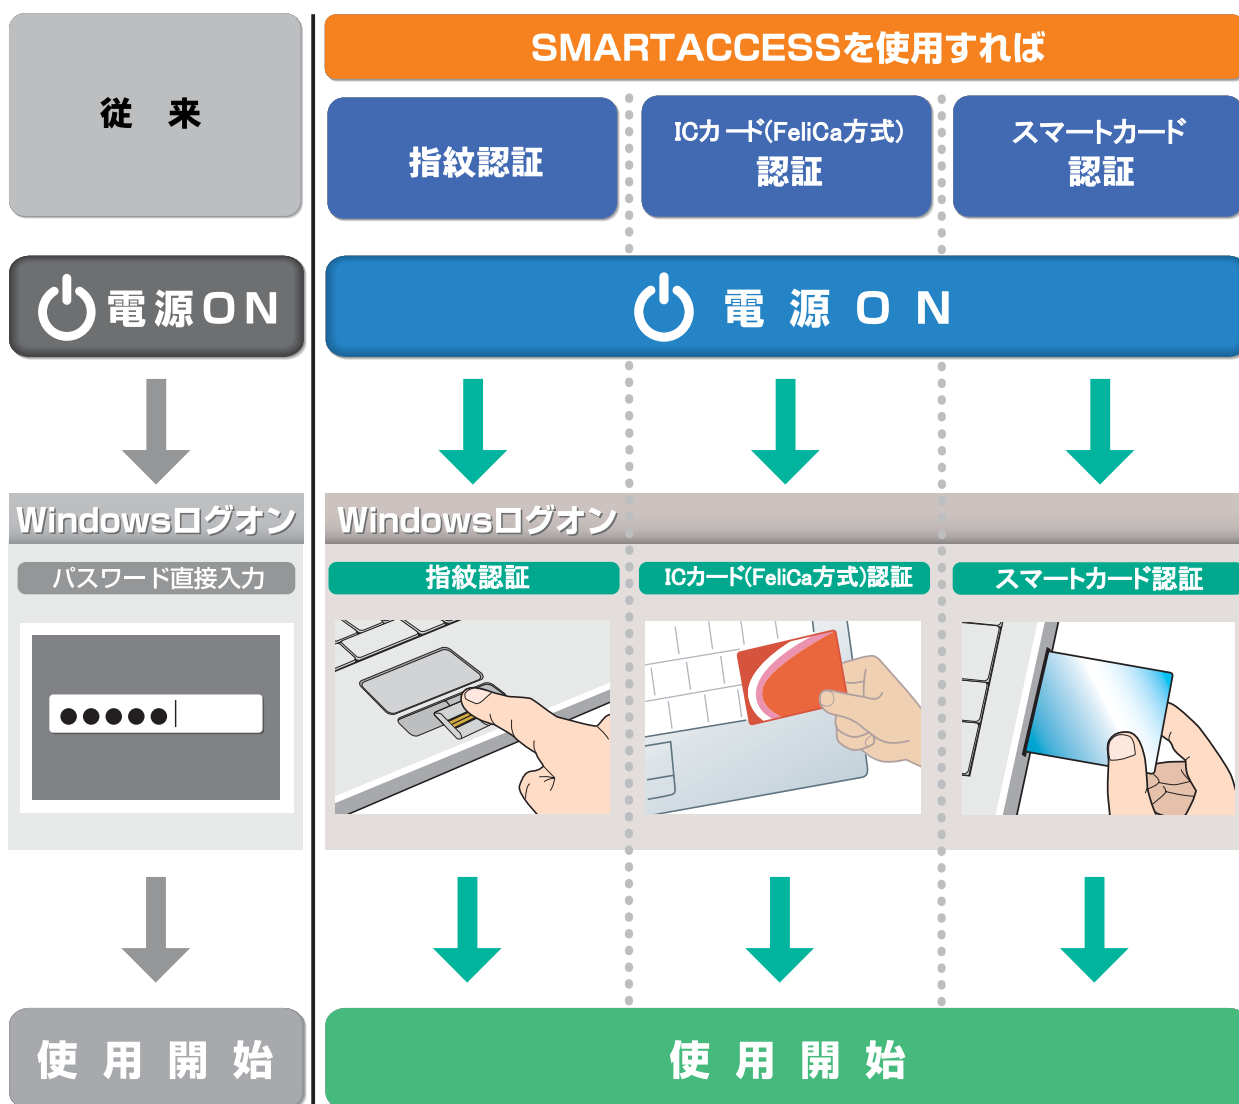 従 来
SMARTACCESSを使用すれば
指紋認証
ICカード(FeliCa方式)
認証
スマートカード
認証
電源ON
電 源 O N
Windowsログオン
Windowsログオン
パスワード直接入力
指紋認証
ICカード(FeliCa方式)認証
スマートカード認証
使 用 開 始
使 用 開 始